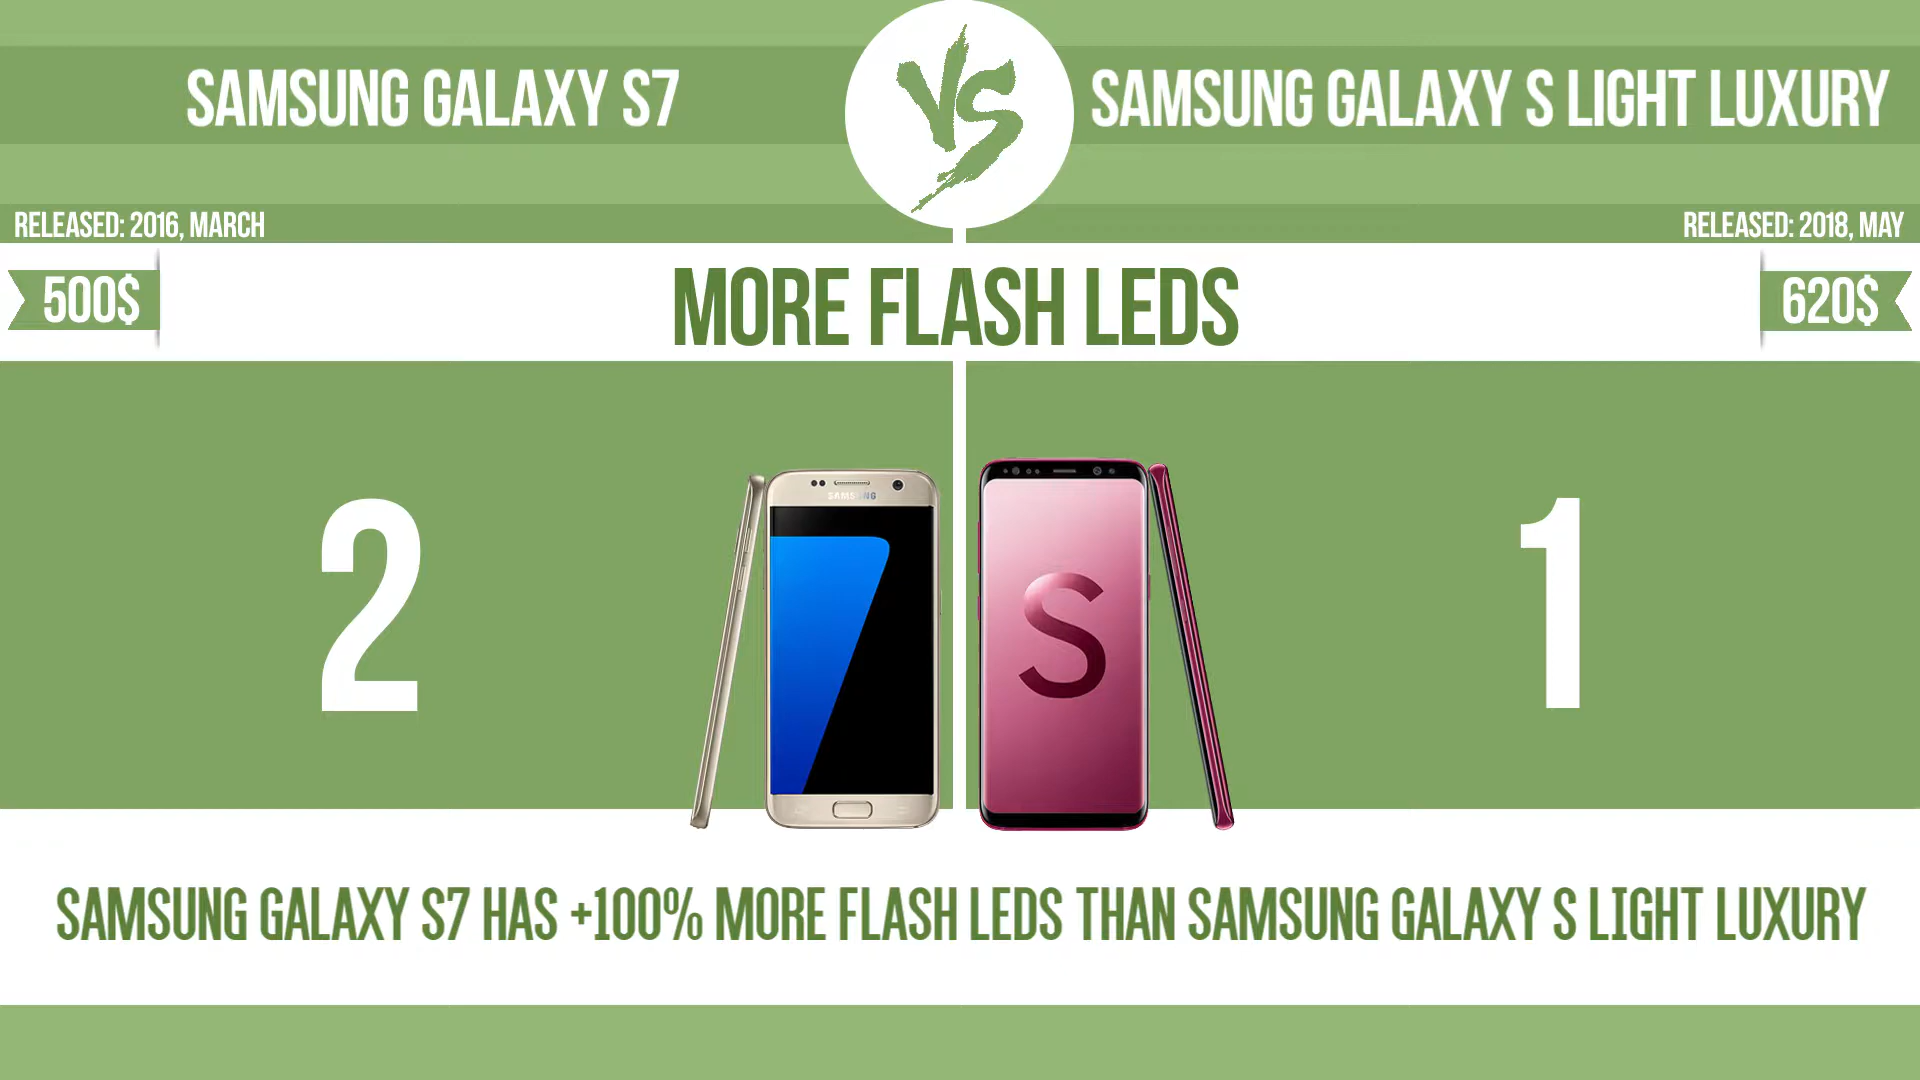 SAMSUNG GALAXY S7
VS
SAMSUNG GALAXY S LIGHT LUXURY
RELEASED: 2016, MARCH
RELEASED: 2018, MAY
500$
MORE FLASH LEDS
620$
2
1
SAMSUNG
S
SAMSUNG GALAXY S7 HAS +100% MORE FLASH LEDS THAN SAMSUNG GALAXY S LIGHT LUXURY